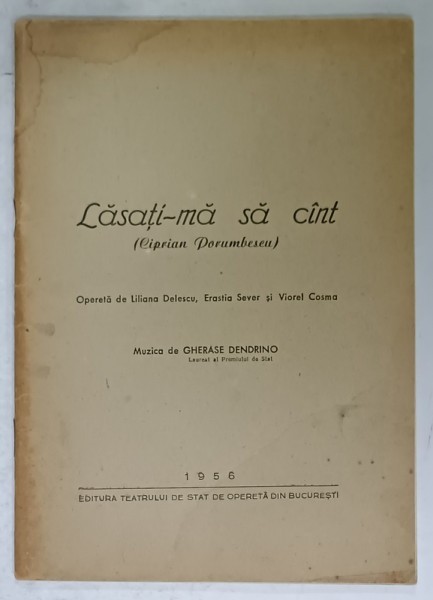 Lăsați-mă să cînt
(Ciprian Porumbescu)
Operetă de Liliana Delescu, Erastia Sever și Viorel Cosma
Muzica de GHERASE DENDRINO
Laureat al Premiului de Stat
1956
EDITURA TEATRULUI DE STAT DE OPERETĂ DIN BUCUREȘTI